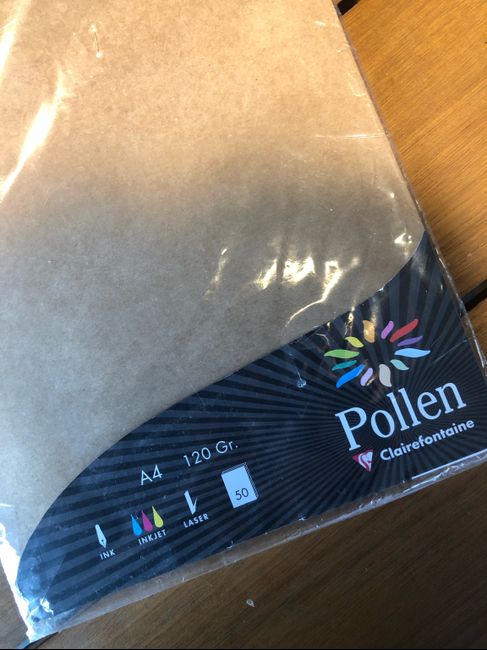 Pollen
Clairefontaine
A4 120 Gr.
INK
INKJET
LASER
50